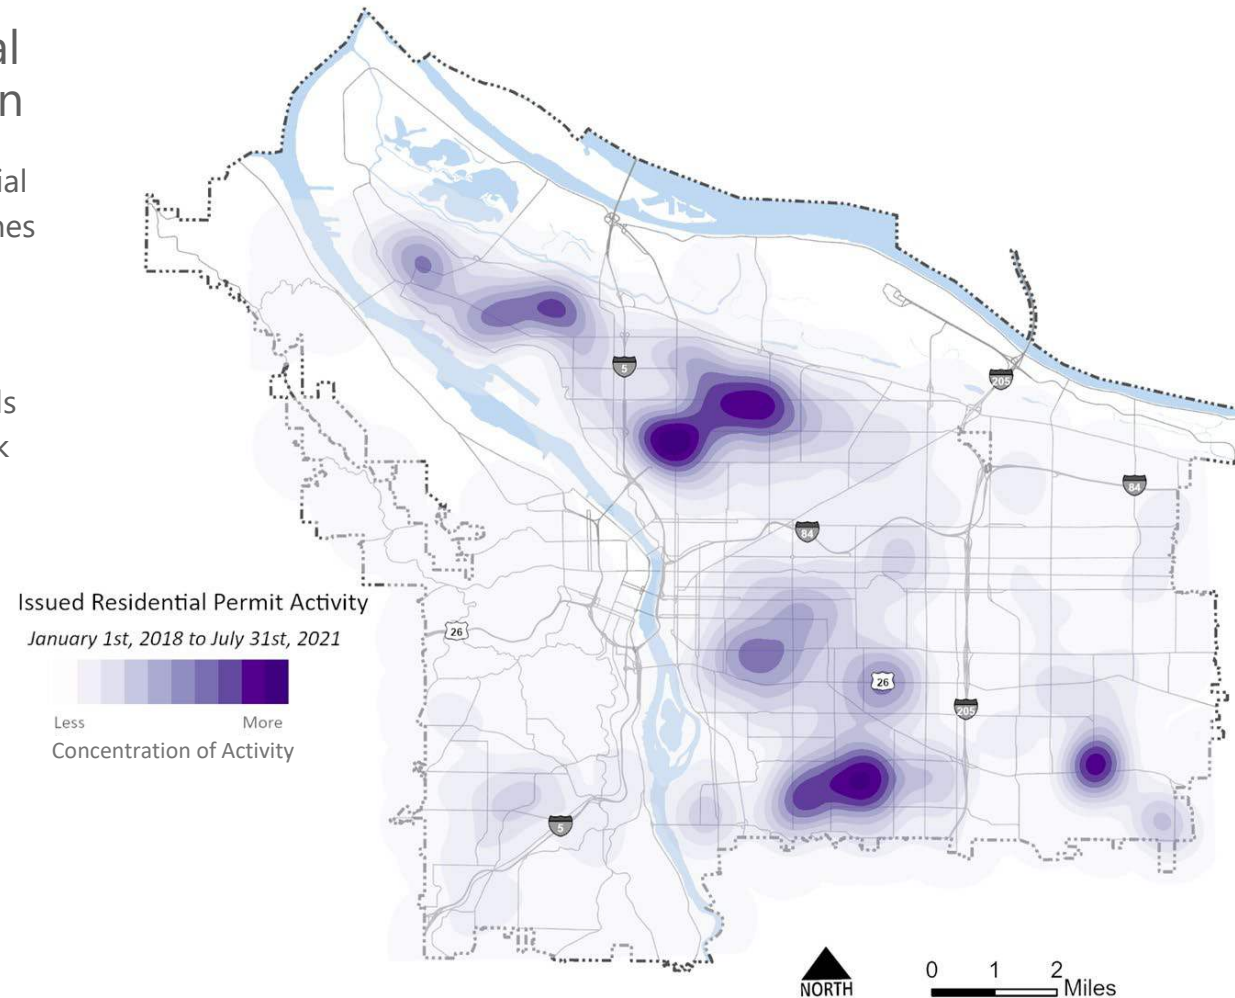 al
n
ial
nes
ls
k
5
205
84
84
Issued Residential Permit Activity
January 1st, 2018 to July 31st, 2021
26
Less
More
Concentration of Activity
26
205
5
NORTH
0 1 2
Miles